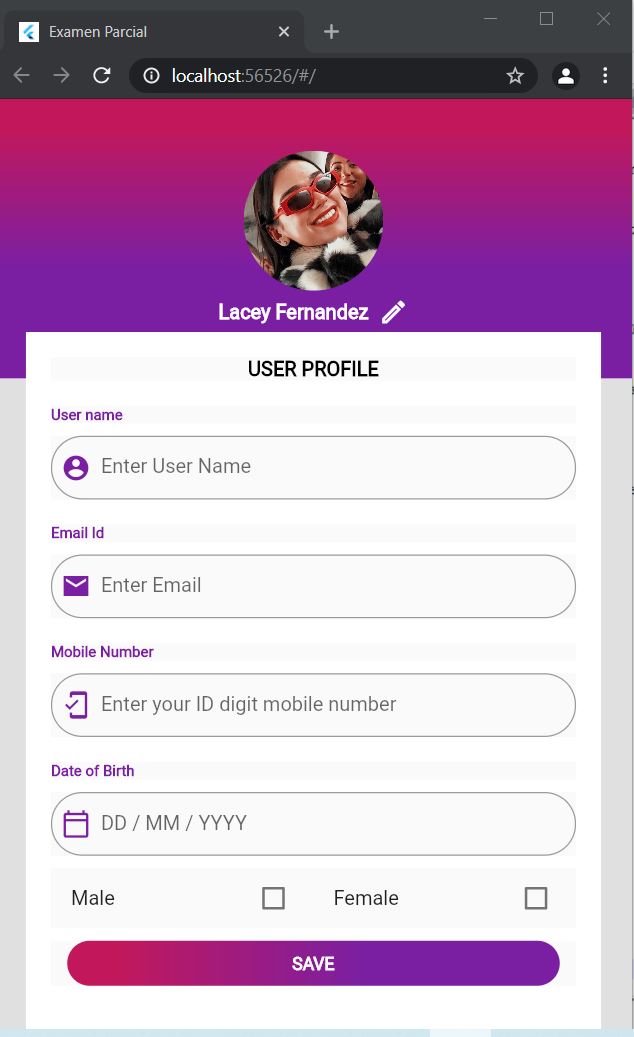 Examen Parcial
localhost:56526/#/
Lacey Fernandez
USER PROFILE
User name
Enter User Name
Email Id
Enter Email
Mobile Number
Enter your ID digit mobile number
Date of Birth
DD / MM / YYYY
Male Female
SAVE